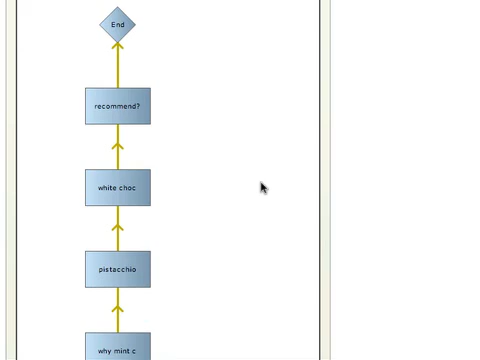 End
recommend?
white choc
pistacchio
why mint c